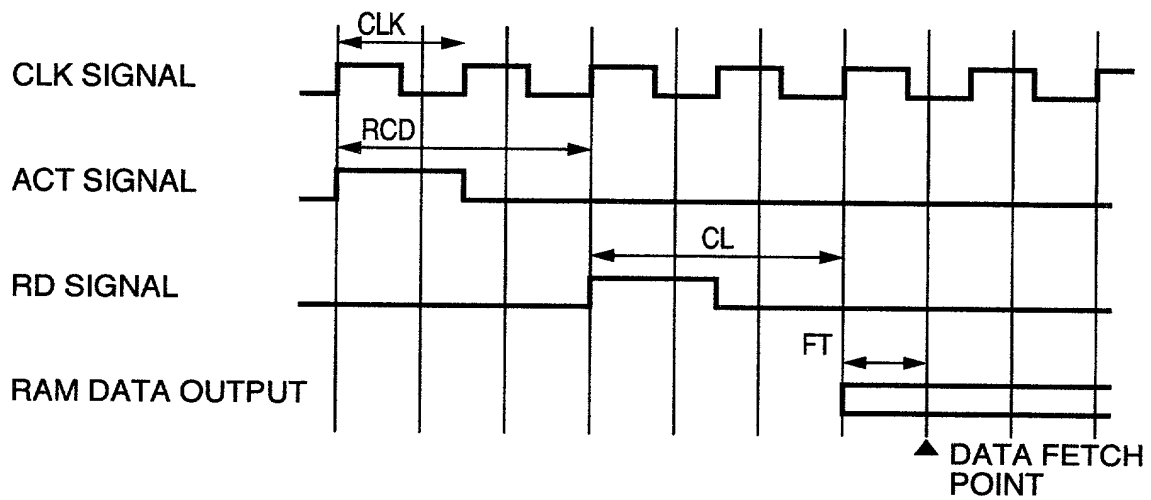 CLK
CLK SIGNAL
RCD
ACT SIGNAL
CL
RD SIGNAL
FT
RAM DATA OUTPUT
DATA FETCH
POINT